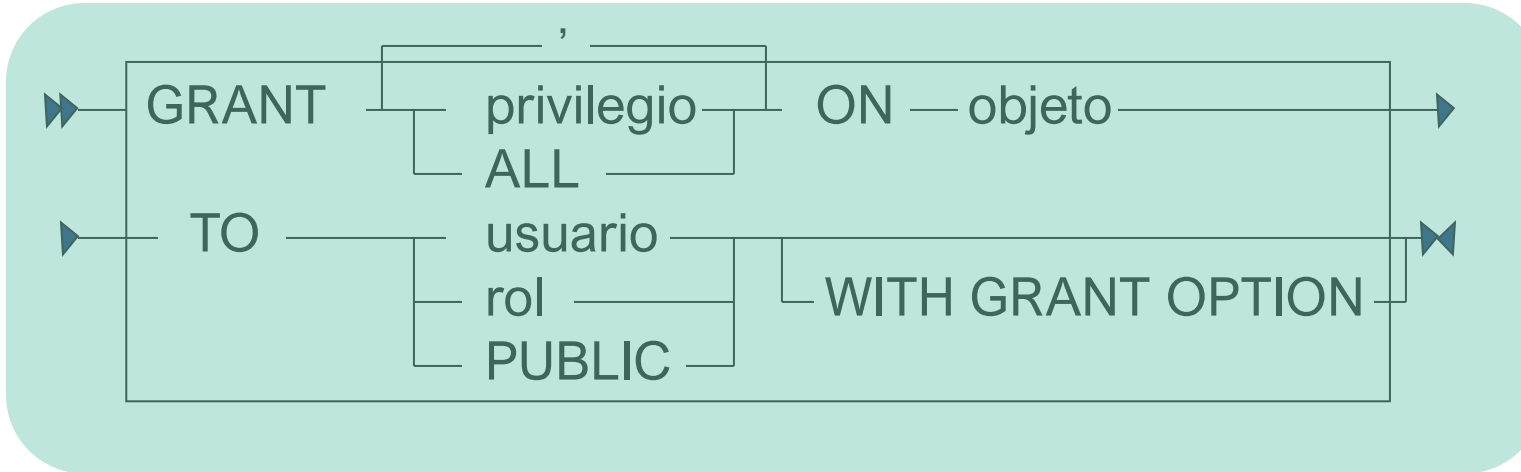 ,
GRANT privilegio ON objeto
ALL
TO usuario
rol WITH GRANT OPTION
PUBLIC